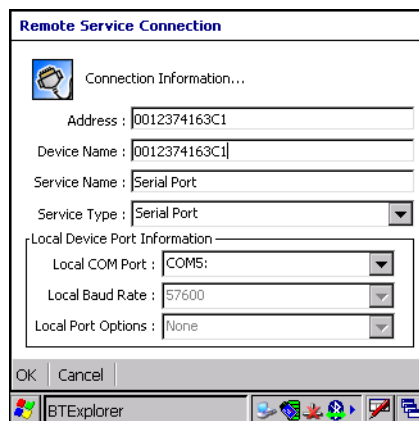 Remote Service Connection
Connection Information...
Address : 0012374163C1
Device Name : 0012374163C1
Service Name : Serial Port
Service Type : Serial Port
Local Device Port Information
Local COM Port : COM5:
Local Baud Rate : 57600
Local Port Options : None
OK Cancel
BTExplorer